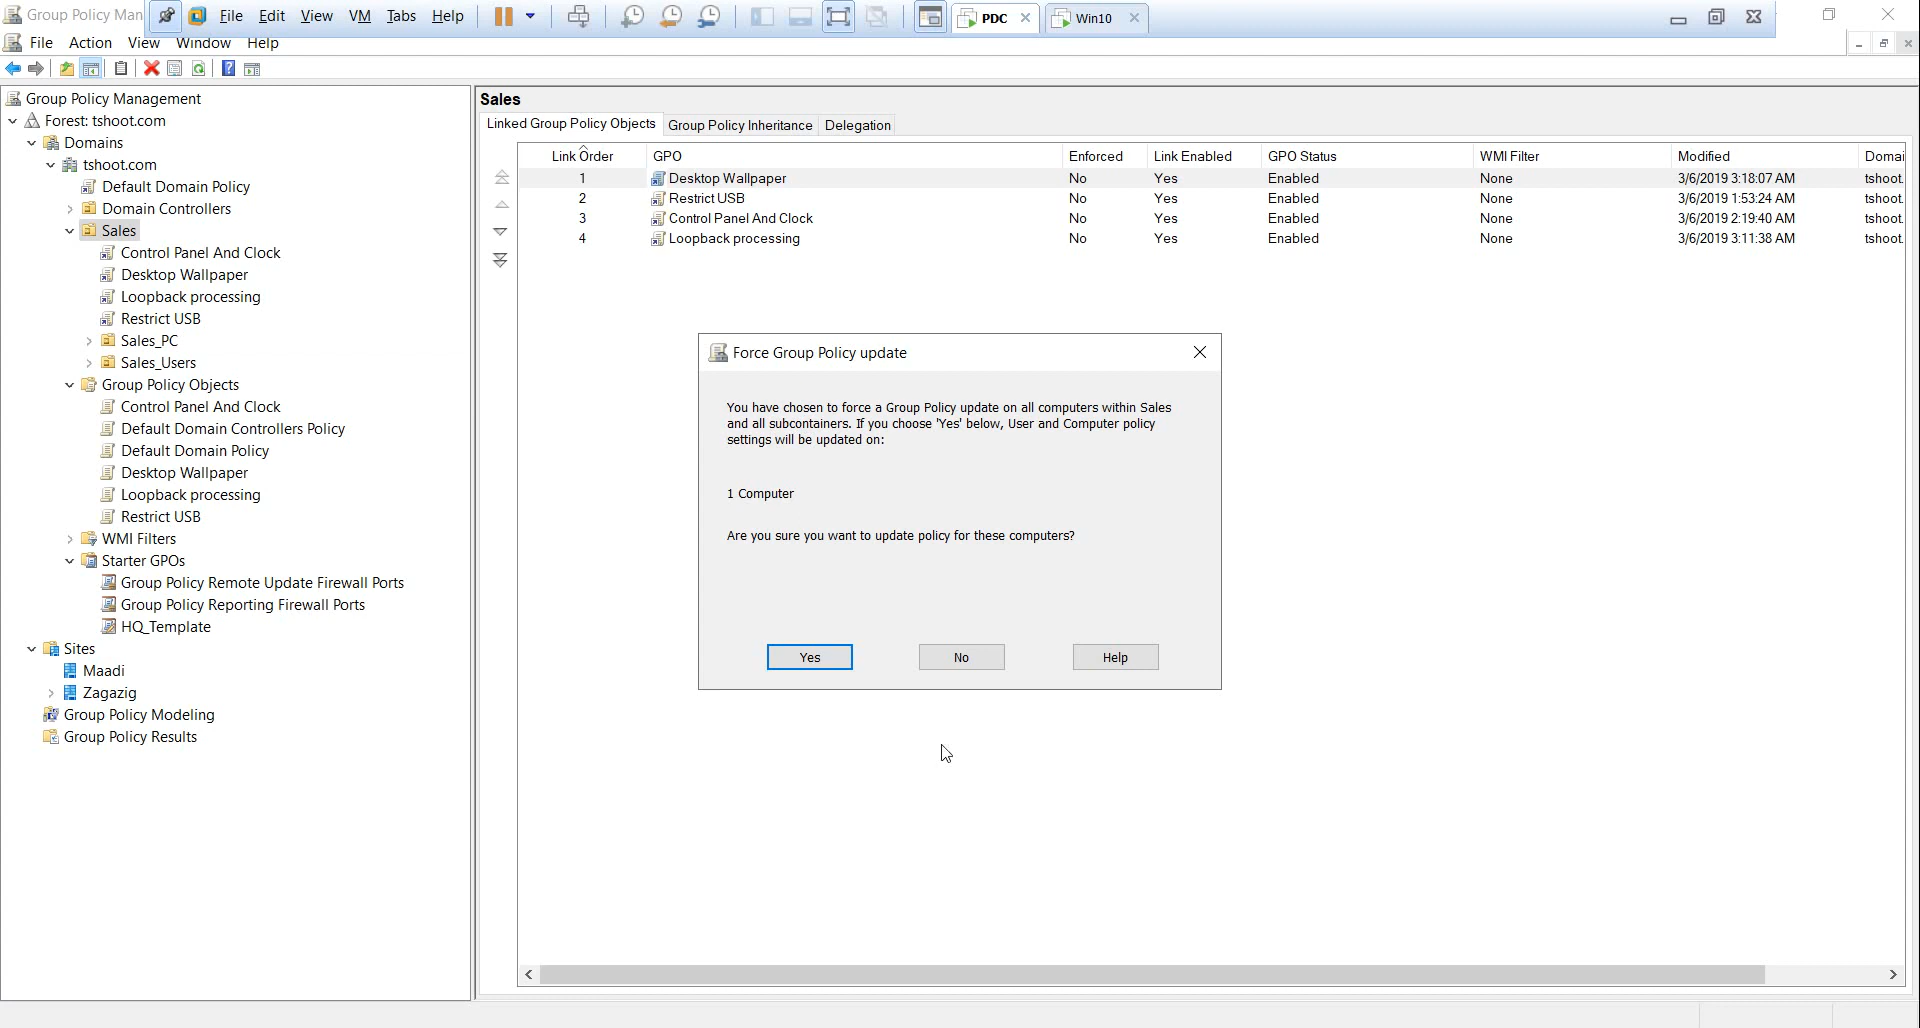 Group Policy Man
File Edit View VM Tabs Help
PDC
Win10
File Action View Window Help
Group Policy Management
Forest: tshoot.com
Domains
tshoot.com
Default Domain Policy
Domain Controllers
Sales
Control Panel And Clock
Desktop Wallpaper
Loopback processing
Restrict USB
Sales_PC
Sales_Users
Group Policy Objects
Control Panel And Clock
Default Domain Controllers Policy
Default Domain Policy
Desktop Wallpaper
Loopback processing
Restrict USB
WMI Filters
Starter GPOs
Group Policy Remote Update Firewall Ports
Group Policy Reporting Firewall Ports
HQ_Template
Sites
Maadi
Zagazig
Group Policy Modeling
Group Policy Results
Sales
Linked Group Policy Objects Group Policy Inheritance Delegation
Link Order GPO Enforced Link Enabled GPO Status WMI Filter Modified Domai
1 Desktop Wallpaper No Yes Enabled None 3/6/2019 3:18:07 AM tshoot.
2 Restrict USB No Yes Enabled None 3/6/2019 1:53:24 AM tshoot.
3 Control Panel And Clock No Yes Enabled None 3/6/2019 2:19:40 AM tshoot.
4 Loopback processing No Yes Enabled None 3/6/2019 3:11:38 AM tshoot.
Force Group Policy update
You have chosen to force a Group Policy update on all computers within Sales
and all subcontainers. If you choose 'Yes' below, User and Computer policy
settings will be updated on:
1 Computer
Are you sure you want to update policy for these computers?
Yes No Help